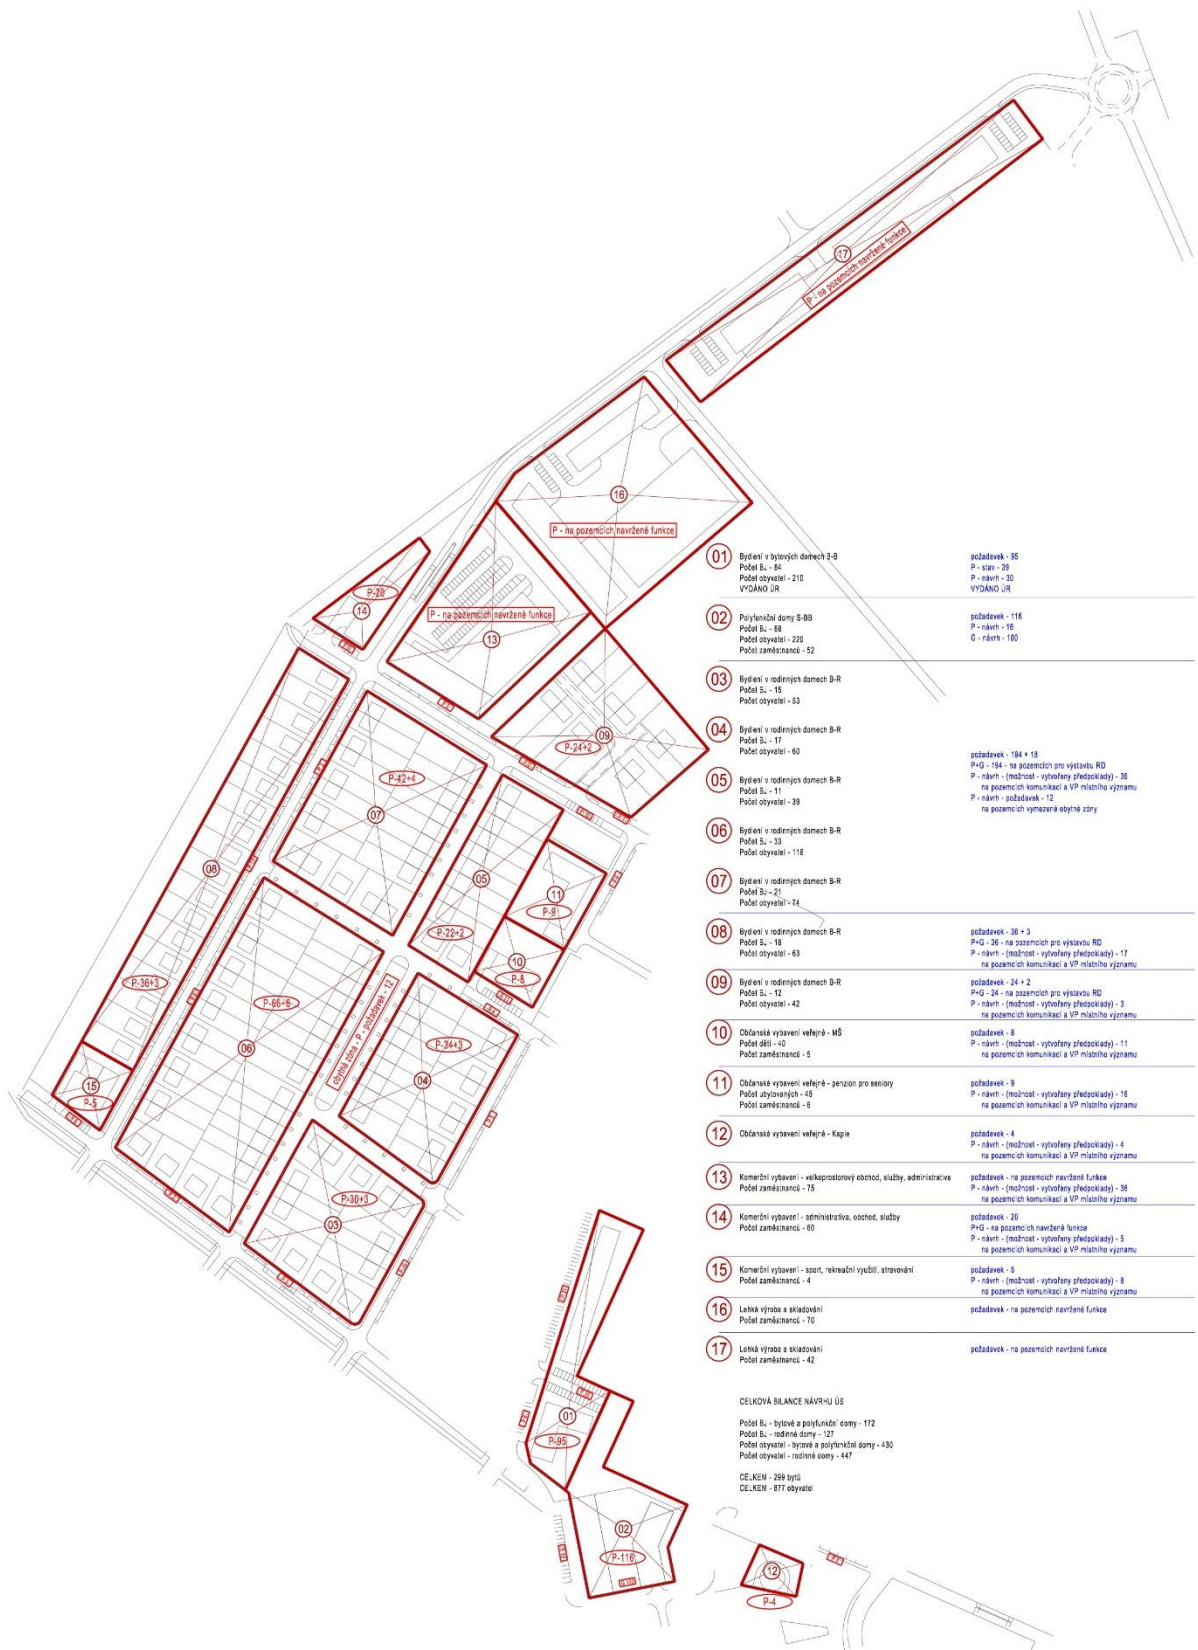 17
P - na pozemcích navržené funkce
16
P - na pozemcích navržené funkce
P-20
14
P - na pozemcích navržené funkce
13
09
P-24+2
P-42+4
07
08
05
11
P-9
P-22+2
10
P-8
P-36+3
P-66+6
06
obytná zóna - P - požadavek - 12
P-34+3
04
15
P-5
P-30+3
03
01
P-95
02
P-116
12
P-4
01
Bydlení v bytových domech B-B
Počet BJ - 84
Počet obyvatel - 210
VYDÁNO ÚR
požadavek - 95
P - stav - 39
P - návrh - 30
VYDÁNO ÚR
02
Polyfunkční domy S-BB
Počet BJ - 88
Počet obyvatel - 220
Počet zaměstnanců - 52
požadavek - 116
P - návrh - 16
G - návrh - 100
03
Bydlení v rodinných domech B-R
Počet BJ - 15
Počet obyvatel - 53
04
Bydlení v rodinných domech B-R
Počet BJ - 17
Počet obyvatel - 60
05
Bydlení v rodinných domech B-R
Počet BJ - 11
Počet obyvatel - 39
požadavek - 194 + 18
P+G - 194 - na pozemcích pro výstavbu RD
P - návrh - (možnost - vytvořeny předpoklady) - 36
na pozemcích komunikací a VP místního významu
P - návrh - požadavek - 12
na pozemcích vymezené obytné zóny
06
Bydlení v rodinných domech B-R
Počet BJ - 33
Počet obyvatel - 116
07
Bydlení v rodinných domech B-R
Počet BJ - 21
Počet obyvatel - 74
08
Bydlení v rodinných domech B-R
Počet BJ - 18
Počet obyvatel - 63
požadavek - 36 + 3
P+G - 36 - na pozemcích pro výstavbu RD
P - návrh - (možnost - vytvořeny předpoklady) - 17
na pozemcích komunikací a VP místního významu
09
Bydlení v rodinných domech B-R
Počet BJ - 12
Počet obyvatel - 42
požadavek - 24 + 2
P+G - 24 - na pozemcích pro výstavbu RD
P - návrh - (možnost - vytvořeny předpoklady) - 3
na pozemcích komunikací a VP místního významu
10
Občanské vybavení veřejné - MŠ
Počet dětí - 40
Počet zaměstnanců - 5
požadavek - 8
P - návrh - (možnost - vytvořeny předpoklady) - 11
na pozemcích komunikací a VP místního významu
11
Občanské vybavení veřejné - penzion pro seniory
Počet ubytovaných - 45
Počet zaměstnanců - 6
požadavek - 9
P - návrh - (možnost - vytvořeny předpoklady) - 16
na pozemcích komunikací a VP místního významu
12
Občanské vybavení veřejné - Kaple
požadavek - 4
P - návrh - (možnost - vytvořeny předpoklady) - 4
na pozemcích komunikací a VP místního významu
13
Komerční vybavení - velkoprostorový obchod, služby, administrativa
Počet zaměstnanců - 75
požadavek - na pozemcích navržené funkce
P - návrh - (možnost - vytvořeny předpoklady) - 36
na pozemcích komunikací a VP místního významu
14
Komerční vybavení - administrativa, obchod, služby
Počet zaměstnanců - 60
požadavek - 20
P+G - na pozemcích navržené funkce
P - návrh - (možnost - vytvořeny předpoklady) - 5
na pozemcích komunikací a VP místního významu
15
Komerční vybavení - sport, rekreační využití, stravování
Počet zaměstnanců - 4
požadavek - 5
P - návrh - (možnost - vytvořeny předpoklady) - 8
na pozemcích komunikací a VP místního významu
16
Lehká výroba a skladování
Počet zaměstnanců - 70
požadavek - na pozemcích navržené funkce
17
Lehká výroba a skladování
Počet zaměstnanců - 42
požadavek - na pozemcích navržené funkce
CELKOVÁ BILANCE NÁVRHU ÚS
Počet BJ - bytové a polyfunkční domy - 172
Počet BJ - rodinné domy - 127
Počet obyvatel - bytové a polyfunkční domy - 430
Počet obyvatel - rodinné domy - 447
CELKEM - 299 bytů
CELKEM - 877 obyvatel